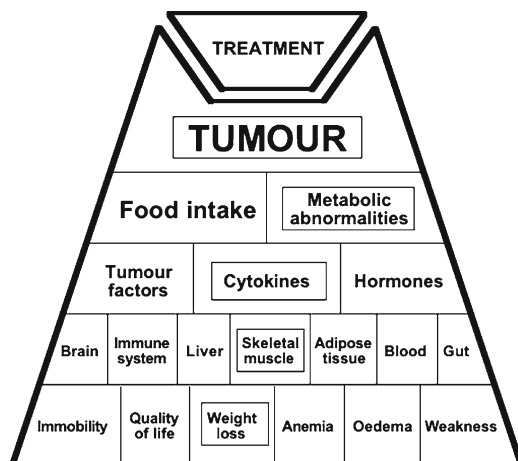 TREATMENT
TUMOUR
Food intake
Metabolic
abnormalities
Tumour
factors
Cytokines
Hormones
Brain
Immune
system
Liver
Skeletal
muscle
Adipose
tissue
Blood
Gut
Immobility
Quality
of life
Weight
loss
Anemia
Oedema
Weakness